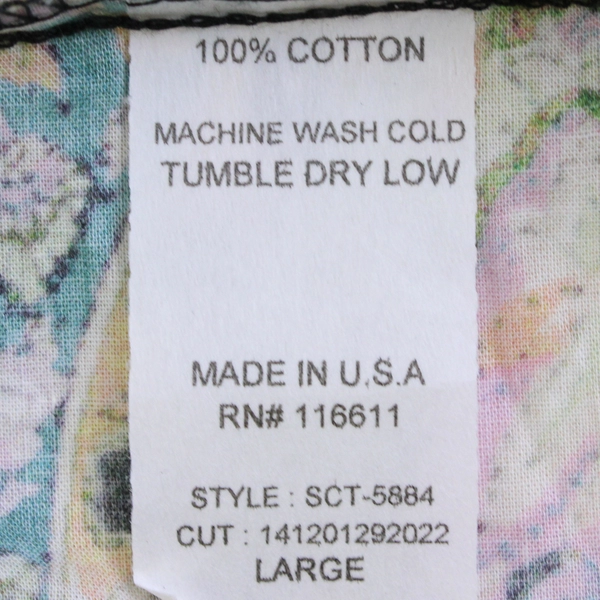 100% COTTON
MACHINE WASH COLD
TUMBLE DRY LOW
MADE IN U.S.A
RN# 116611
STYLE : SCT-5884
CUT : 141201292022
LARGE